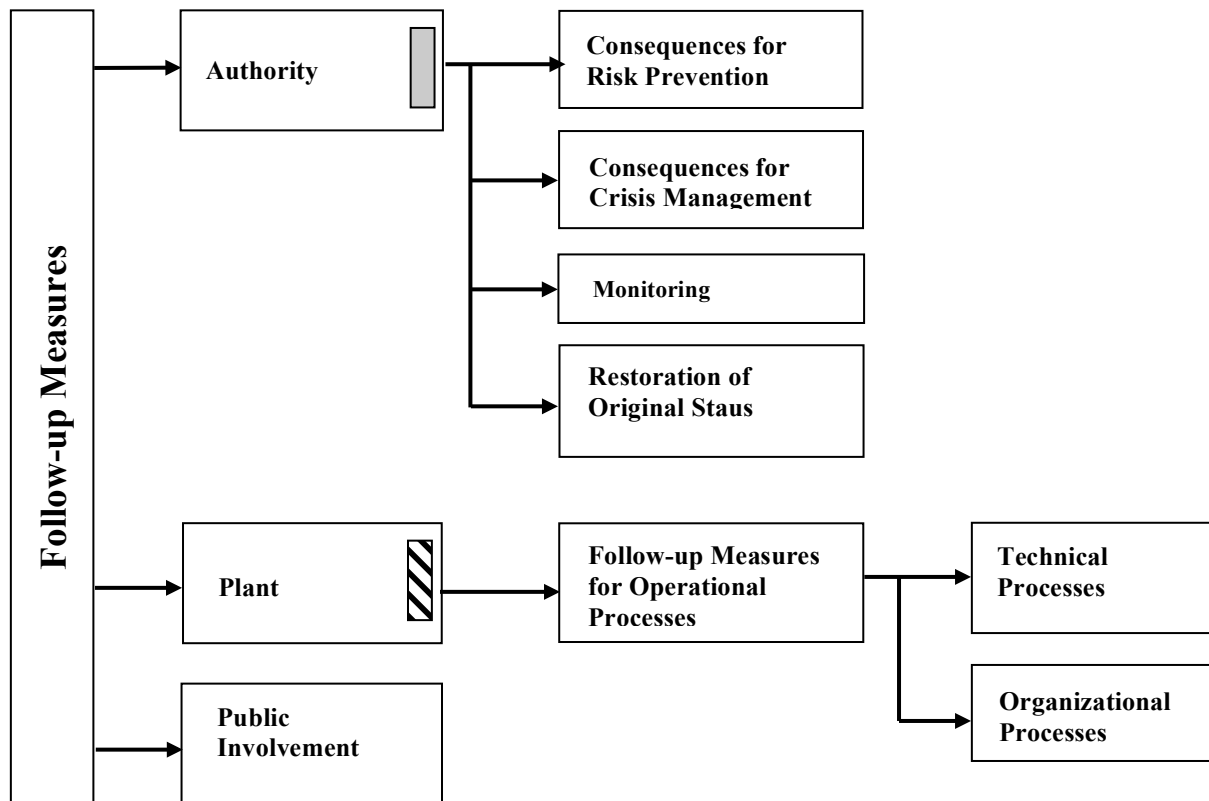 Follow-up Measures
Authority
Consequences for
Risk Prevention
Consequences for
Crisis Management
Monitoring
Restoration of
Original Staus
Plant
Follow-up Measures
for Operational
Processes
Technical
Processes
Organizational
Processes
Public
Involvement